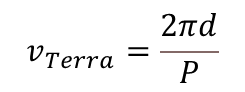 v_Terra = 2πd / P